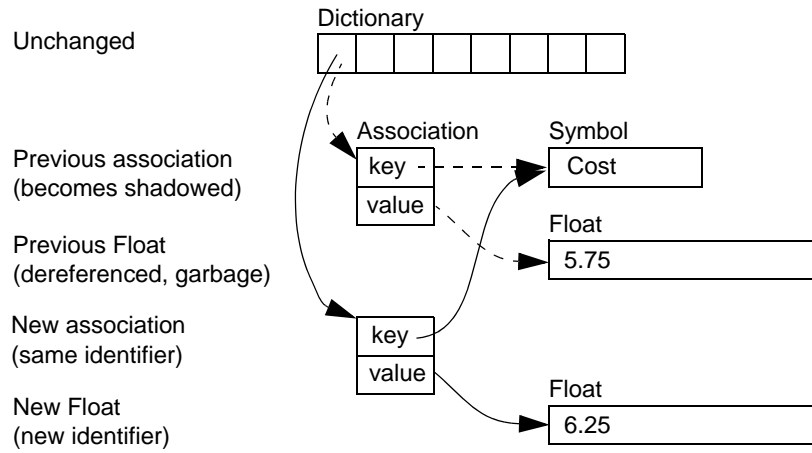 Dictionary
Unchanged
Association
Symbol
Previous association
(becomes shadowed)
key
Cost
value
Float
Previous Float
(dereferenced, garbage)
5.75
New association
(same identifier)
key
value
Float
New Float
(new identifier)
6.25